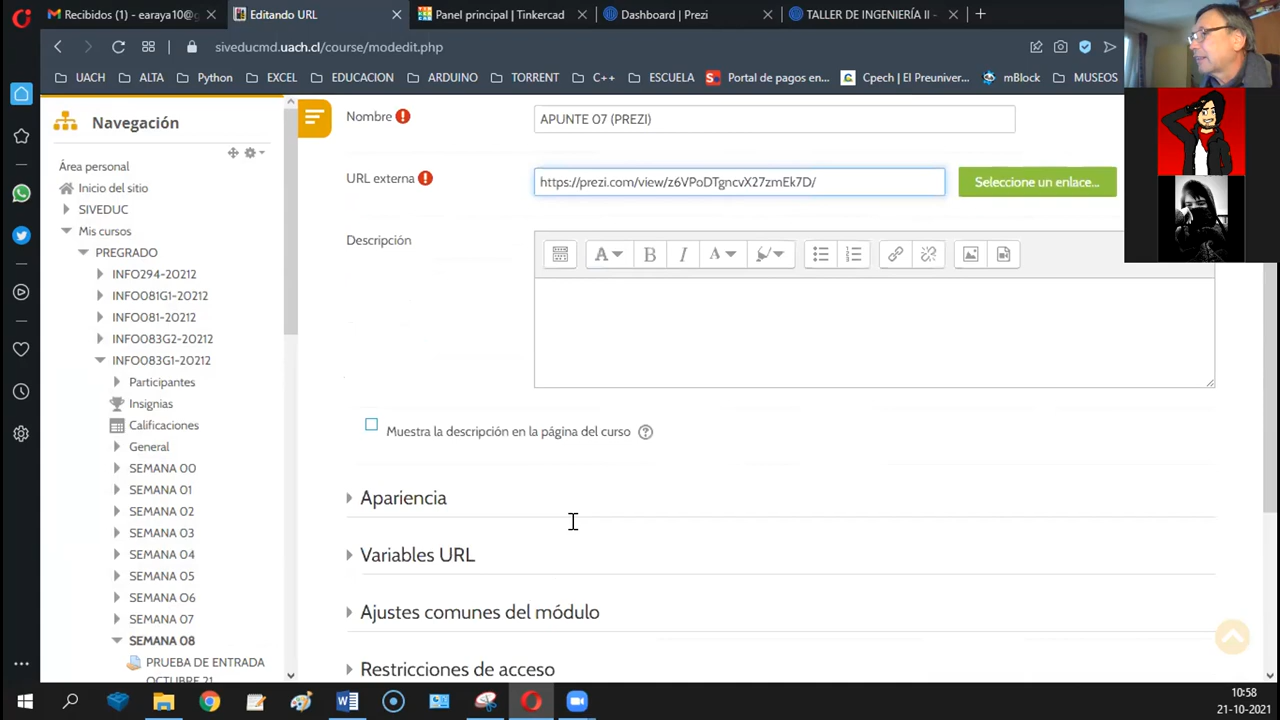 Recibidos (1) - earaya10@g
Editando URL
Panel principal | Tinkercad
Dashboard | Prezi
TALLER DE INGENIERÍA II -
siveducmd.uach.cl/course/modedit.php
UACH
ALTA
Python
EXCEL
EDUCACION
ARDUINO
TORRENT
C++
ESCUELA
Portal de pagos en...
Cpech | El Preuniver...
mBlock
MUSEOS
Navegación
Área personal
Inicio del sitio
SIVEDUC
Mis cursos
PREGRADO
INFO294-20212
INFO081G1-20212
INFO081-20212
INFO083G2-20212
INFO083G1-20212
Participantes
Insignias
Calificaciones
General
SEMANA 00
SEMANA 01
SEMANA 02
SEMANA 03
SEMANA 04
SEMANA 05
SEMANA 06
SEMANA 07
SEMANA 08
PRUEBA DE ENTRADA
OCTUBRE 21
Nombre
APUNTE 07 (PREZI)
URL externa
https://prezi.com/view/z6VPoDTgncvX27zmEk7D/
Seleccione un enlace...
Descripción
Muestra la descripción en la página del curso
Apariencia
Variables URL
Ajustes comunes del módulo
Restricciones de acceso
10:58
21-10-2021